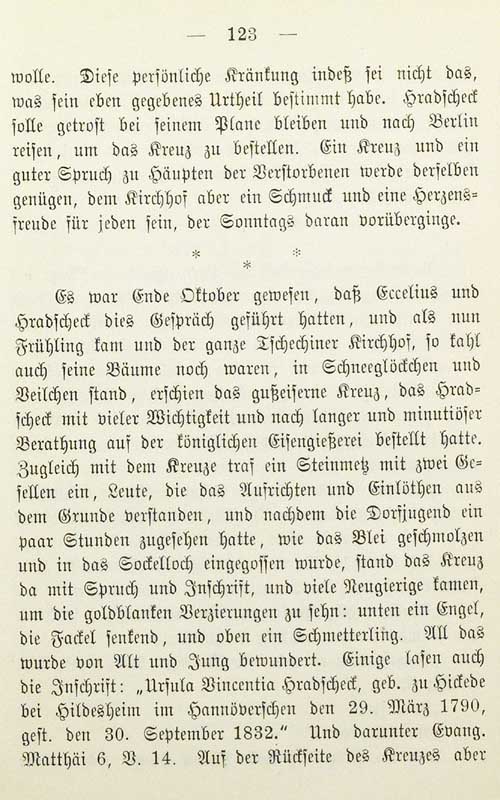 — 123 —
wolle. Diese persönliche Kränkung indeß sei nicht das,
was sein eben gegebenes Urtheil bestimmt habe. Hradscheck
solle getrost bei seinem Plane bleiben und nach Berlin
reisen, um das Kreuz zu bestellen. Ein Kreuz und ein
guter Spruch zu Häupten der Verstorbenen werde derselben
genügen, dem Kirchhof aber ein Schmuck und eine Herzens-
freude für jeden sein, der Sonntags daran vorüberginge.
* * *
Es war Ende Oktober gewesen, daß Eccelius und
Hradscheck dies Gespräch geführt hatten, und als nun
Frühling kam und der ganze Tschechiner Kirchhof, so kahl
auch seine Bäume noch waren, in Schneeglöckchen und
Veilchen stand, erschien das gußeiserne Kreuz, das Hrad-
scheck mit vieler Wichtigkeit und nach langer und minutiöser
Berathung auf der königlichen Eisengießerei bestellt hatte.
Zugleich mit dem Kreuze traf ein Steinmetz mit zwei Ge-
sellen ein, Leute, die das Aufrichten und Einlöthen aus
dem Grunde verstanden, und nachdem die Dorfjugend ein
paar Stunden zugesehen hatte, wie das Blei geschmolzen
und in das Sockelloch eingegossen wurde, stand das Kreuz
da mit Spruch und Inschrift, und viele Neugierige kamen,
um die goldblanken Verzierungen zu sehn: unten ein Engel,
die Fackel senkend, und oben ein Schmetterling. All das
wurde von Alt und Jung bewundert. Einige lasen auch
die Inschrift: „Ursula Vincentia Hradscheck, geb. zu Hickede
bei Hildesheim im Hannöverschen den 29. März 1790,
gest. den 30. September 1832.“ Und darunter Evang.
Matthäi 6, V. 14. Auf der Rückseite des Kreuzes aber